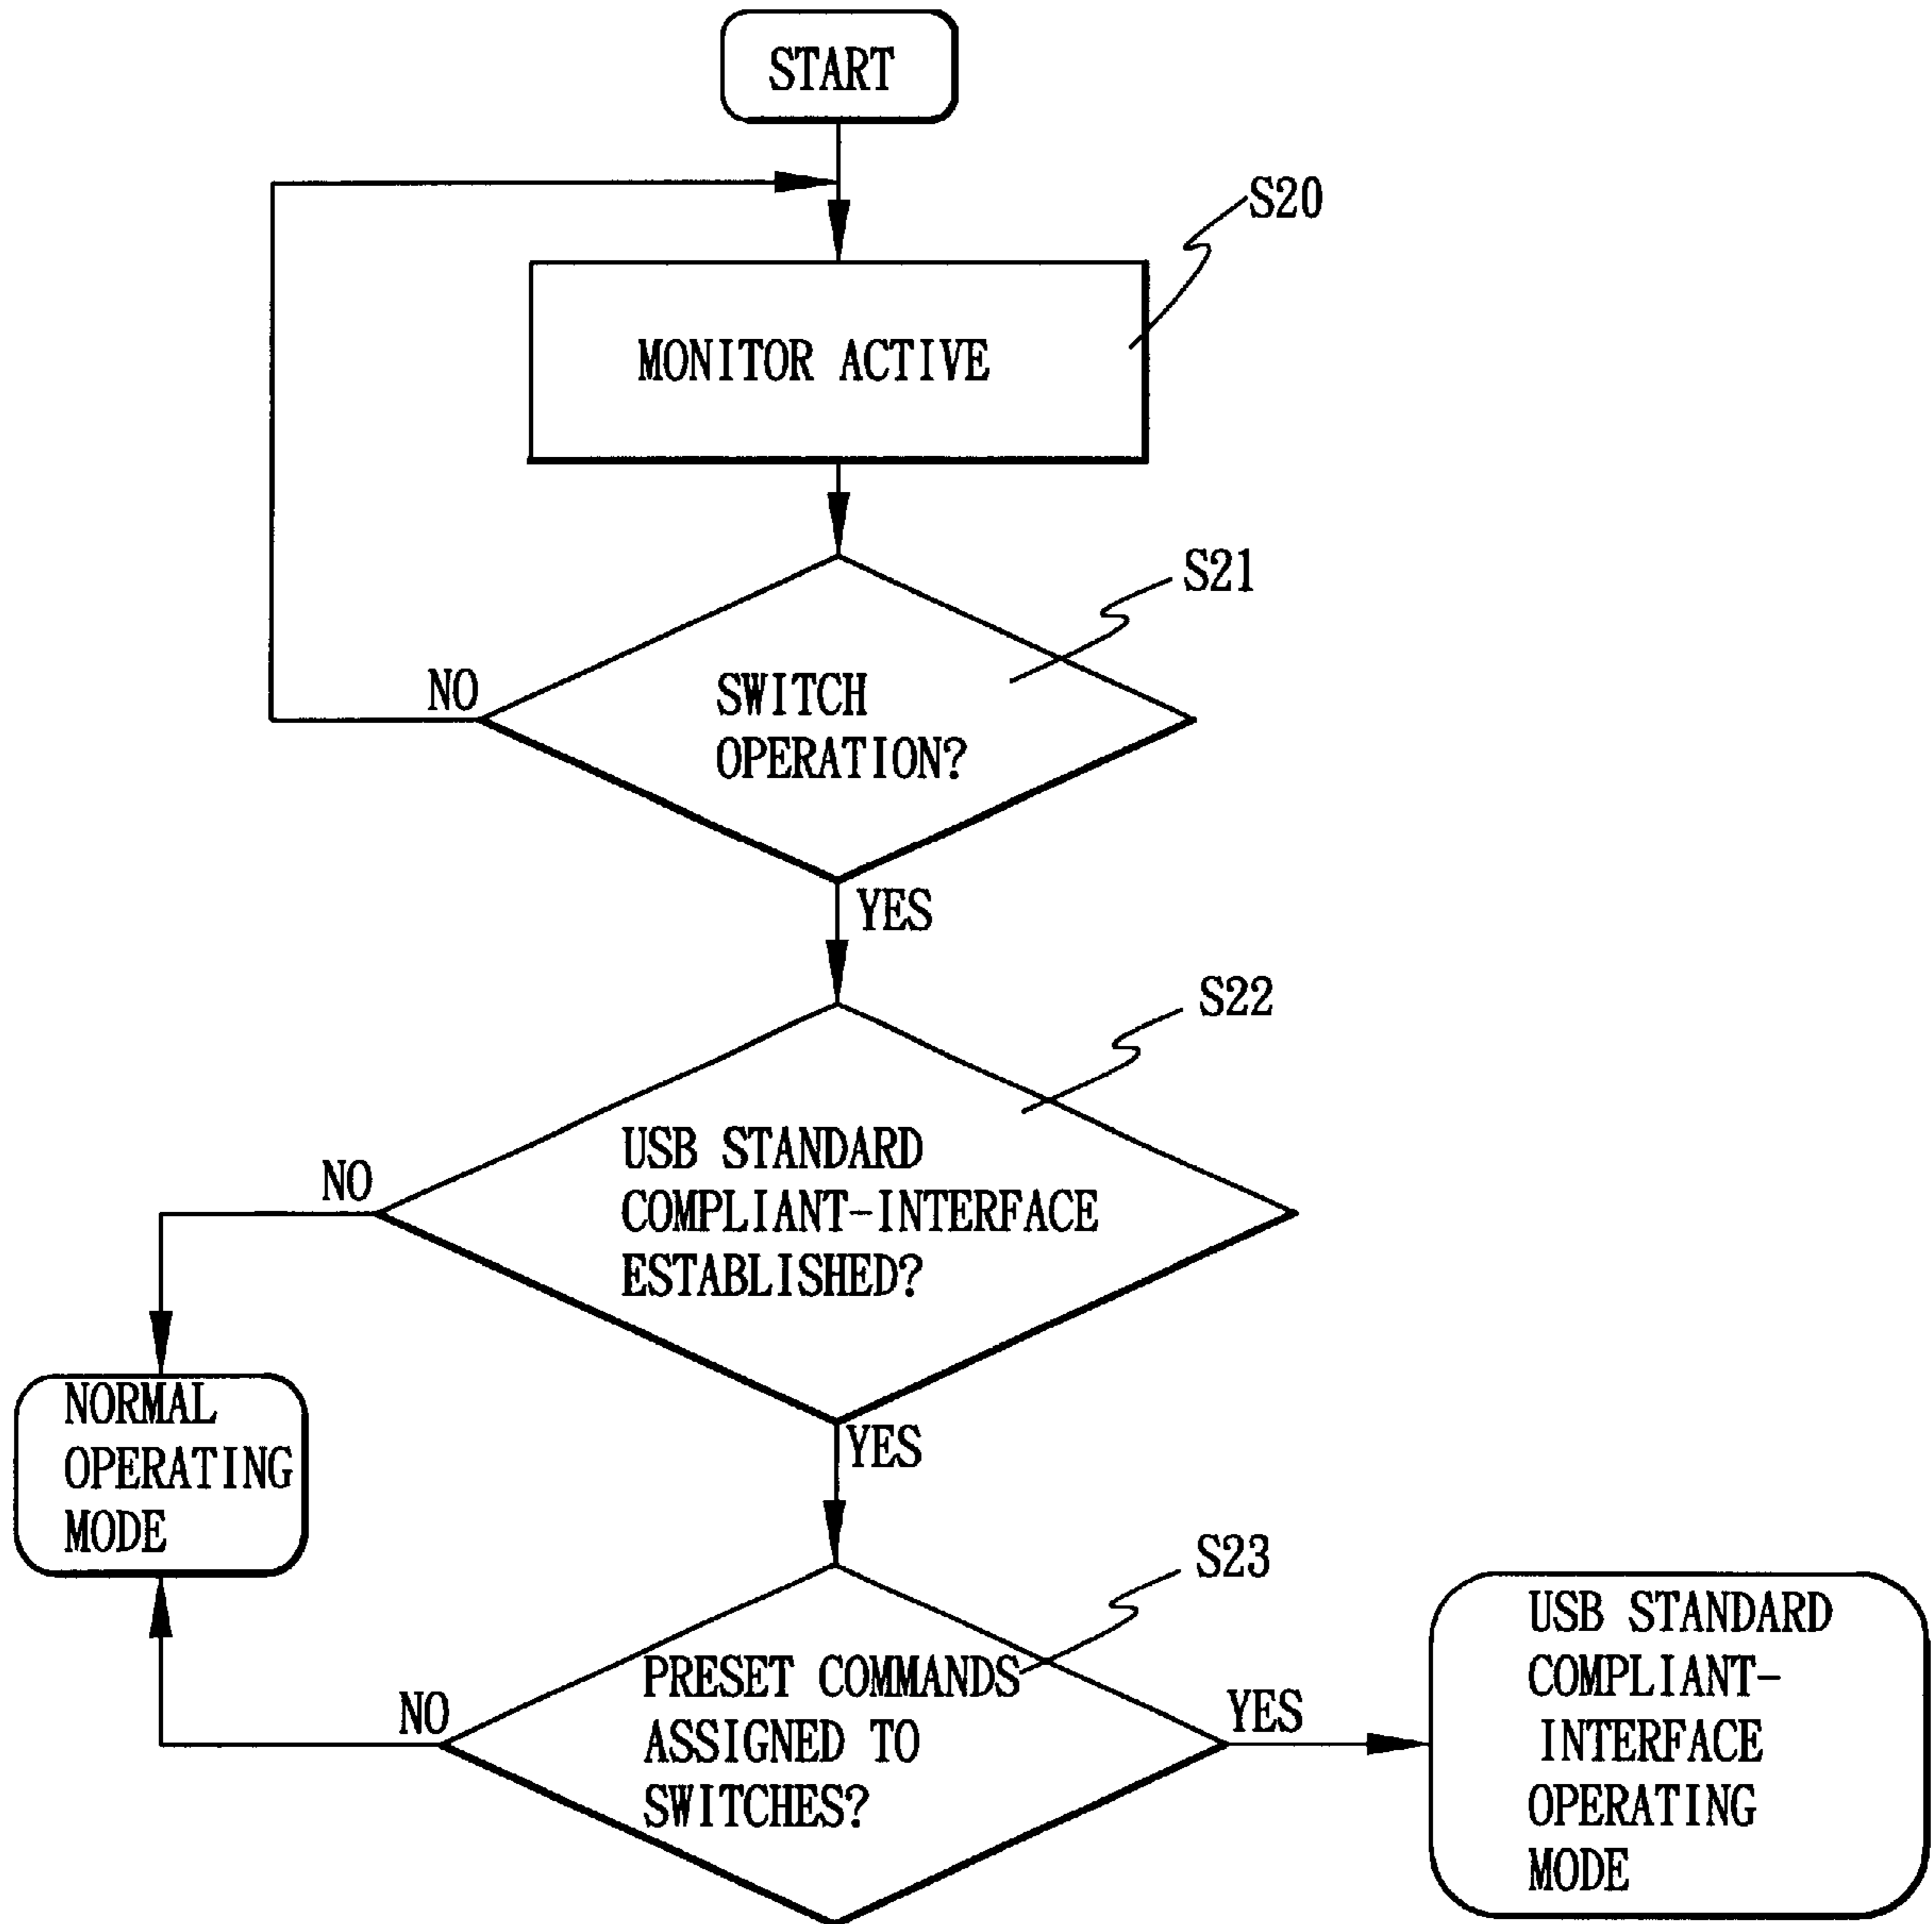 START
S20
MONITOR ACTIVE
S21
NO
SWITCH
OPERATION?
YES
S22
NO
USB STANDARD
COMPLIANT-INTERFACE
ESTABLISHED?
YES
NORMAL
OPERATING
MODE
S23
NO
PRESET COMMANDS
ASSIGNED TO
SWITCHES?
YES
USB STANDARD
COMPLIANT-
INTERFACE
OPERATING
MODE